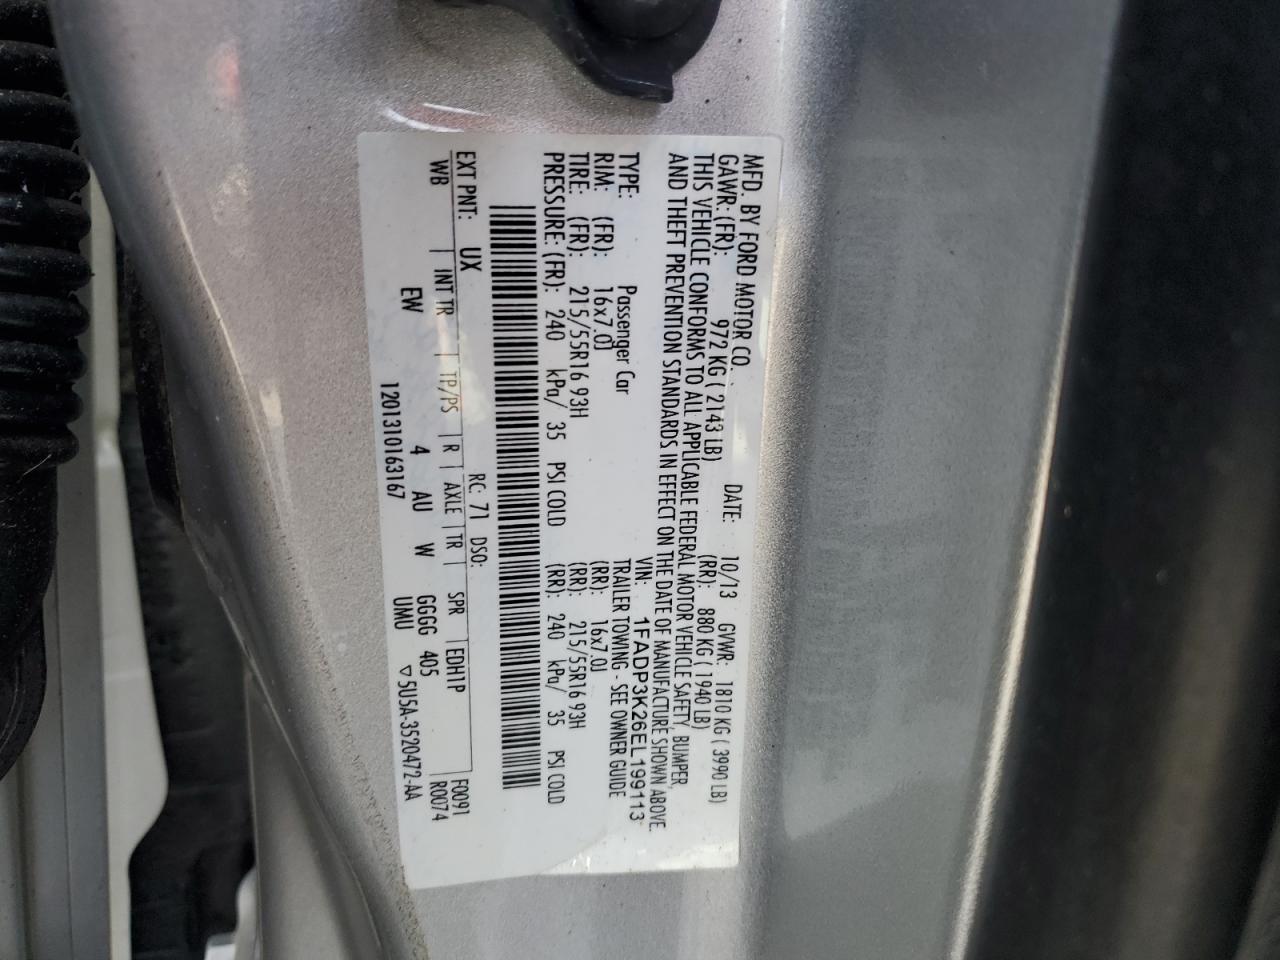 MFD. BY FORD MOTOR CO.
DATE: 10/13 GVWR: 1810 KG ( 3990 LB)
GAWR: (FR): 972 KG ( 2143 LB) (RR): 880 KG ( 1940 LB)
THIS VEHICLE CONFORMS TO ALL APPLICABLE FEDERAL MOTOR VEHICLE SAFETY, BUMPER,
AND THEFT PREVENTION STANDARDS IN EFFECT ON THE DATE OF MANUFACTURE SHOWN ABOVE.
VIN: 1FADP3K26EL199113
TYPE: Passenger Car TRAILER TOWING - SEE OWNER GUIDE
RIM: (FR): 16x7.0J (RR): 16x7.0J
TIRE: (FR): 215/55R16 93H (RR): 215/55R16 93H
PRESSURE: (FR): 240 kPa/ 35 PSI COLD (RR): 240 kPa/ 35 PSI COLD
RC: 71 DSO:
EXT PNT: UX F0091
WB | INT TR | TP/PS | R | AXLE | TR | SPR | EDH1P R0074
EW 4 AU W GGGG 405
1201310163167 UMU ▽5U5A-3520472-AA